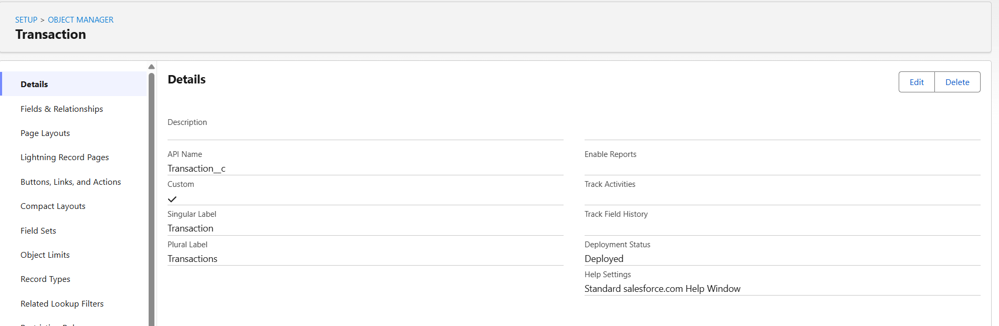 SETUP > OBJECT MANAGER
Transaction
Details
Fields & Relationships
Page Layouts
Lightning Record Pages
Buttons, Links, and Actions
Compact Layouts
Field Sets
Object Limits
Record Types
Related Lookup Filters
Details
Edit
Delete
Description
API Name
Transaction__c
Custom
Singular Label
Transaction
Plural Label
Transactions
Enable Reports
Track Activities
Track Field History
Deployment Status
Deployed
Help Settings
Standard salesforce.com Help Window